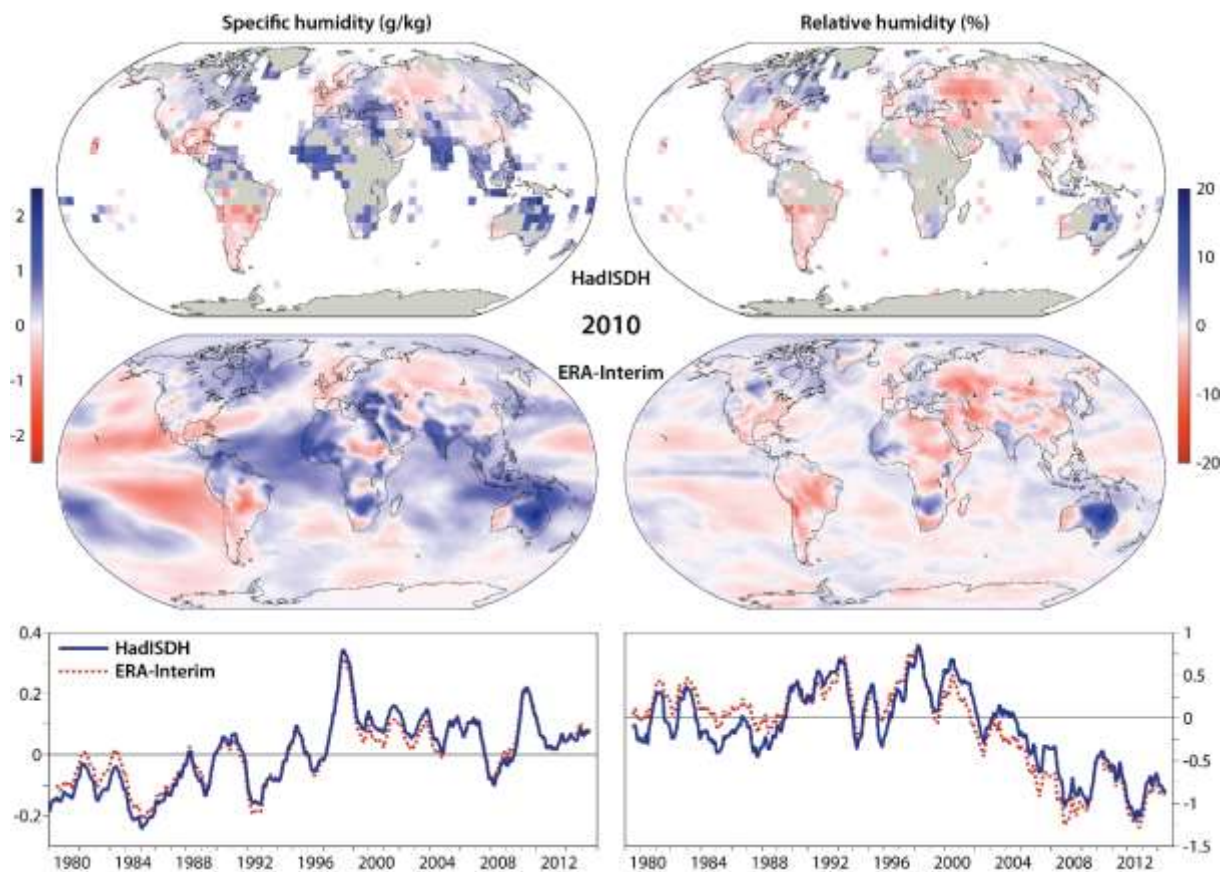 Specific humidity (g/kg)
Relative humidity (%)
2
1
0
-1
-2
20
10
0
-10
-20
HadISDH
2010
ERA-Interim
0.4
0.2
0
-0.2
HadISDH
ERA-Interim
1
0.5
0
-0.5
-1
-1.5
1980 1984 1988 1992 1996 2000 2004 2008 2012
1980 1984 1988 1992 1996 2000 2004 2008 2012